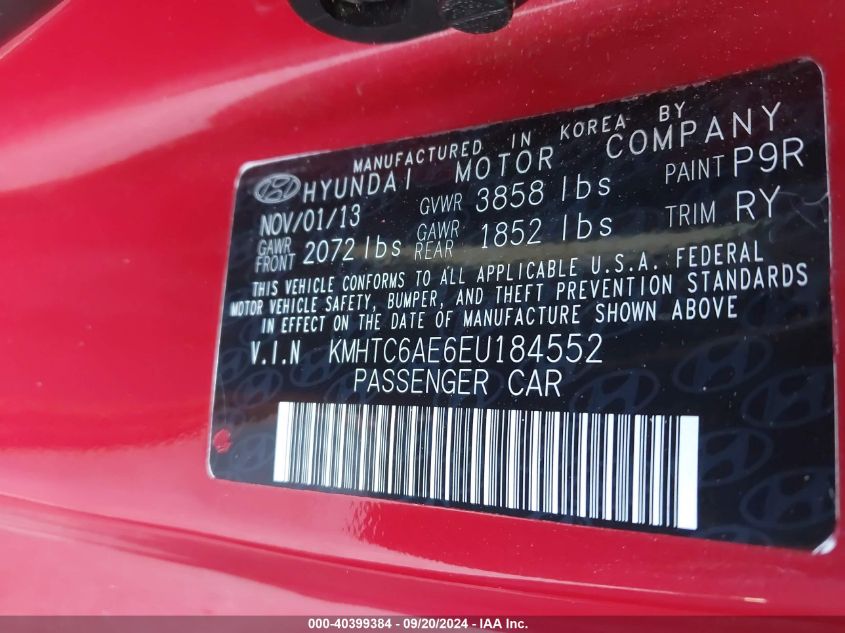 MANUFACTURED IN KOREA BY
HYUNDAI MOTOR COMPANY
NOV/01/13 GVWR 3858 lbs PAINT P9R
GAWR FRONT 2072 lbs GAWR REAR 1852 lbs TRIM RY
THIS VEHICLE CONFORMS TO ALL APPLICABLE U.S.A. FEDERAL
MOTOR VEHICLE SAFETY, BUMPER, AND THEFT PREVENTION STANDARDS
IN EFFECT ON THE DATE OF MANUFACTURE SHOWN ABOVE
V.I.N KMHTC6AE6EU184552
PASSENGER CAR
000-40399384 - 09/20/2024 - IAA Inc.